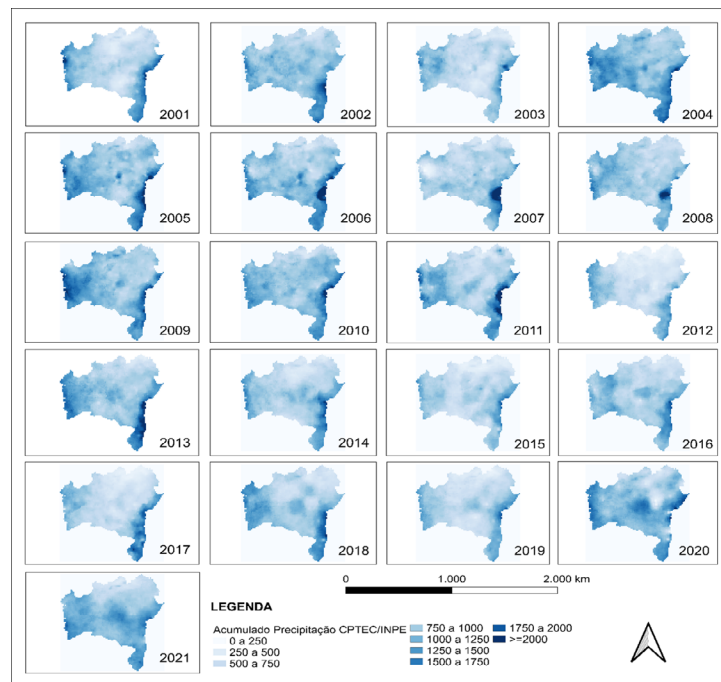 2001
2002
2003
2004
2005
2006
2007
2008
2009
2010
2011
2012
2013
2014
2015
2016
2017
2018
2019
2020
2021
0 1.000 2.000 km
LEGENDA
Acumulado Precipitação CPTEC/INPE
0 a 250
250 a 500
500 a 750
750 a 1000
1000 a 1250
1250 a 1500
1500 a 1750
1750 a 2000
>=2000